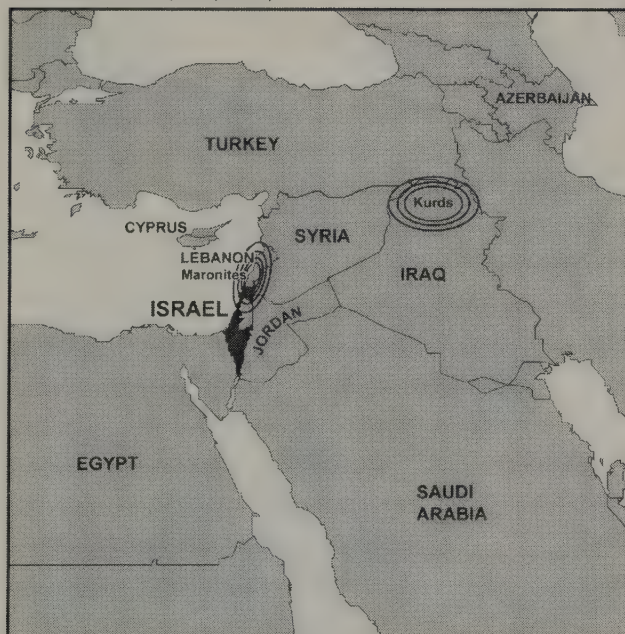 AZERBAIJAN
TURKEY
Kurds
CYPRUS
SYRIA
LEBANON
Maronites
IRAQ
ISRAEL
JORDAN
EGYPT
SAUDI
ARABIA